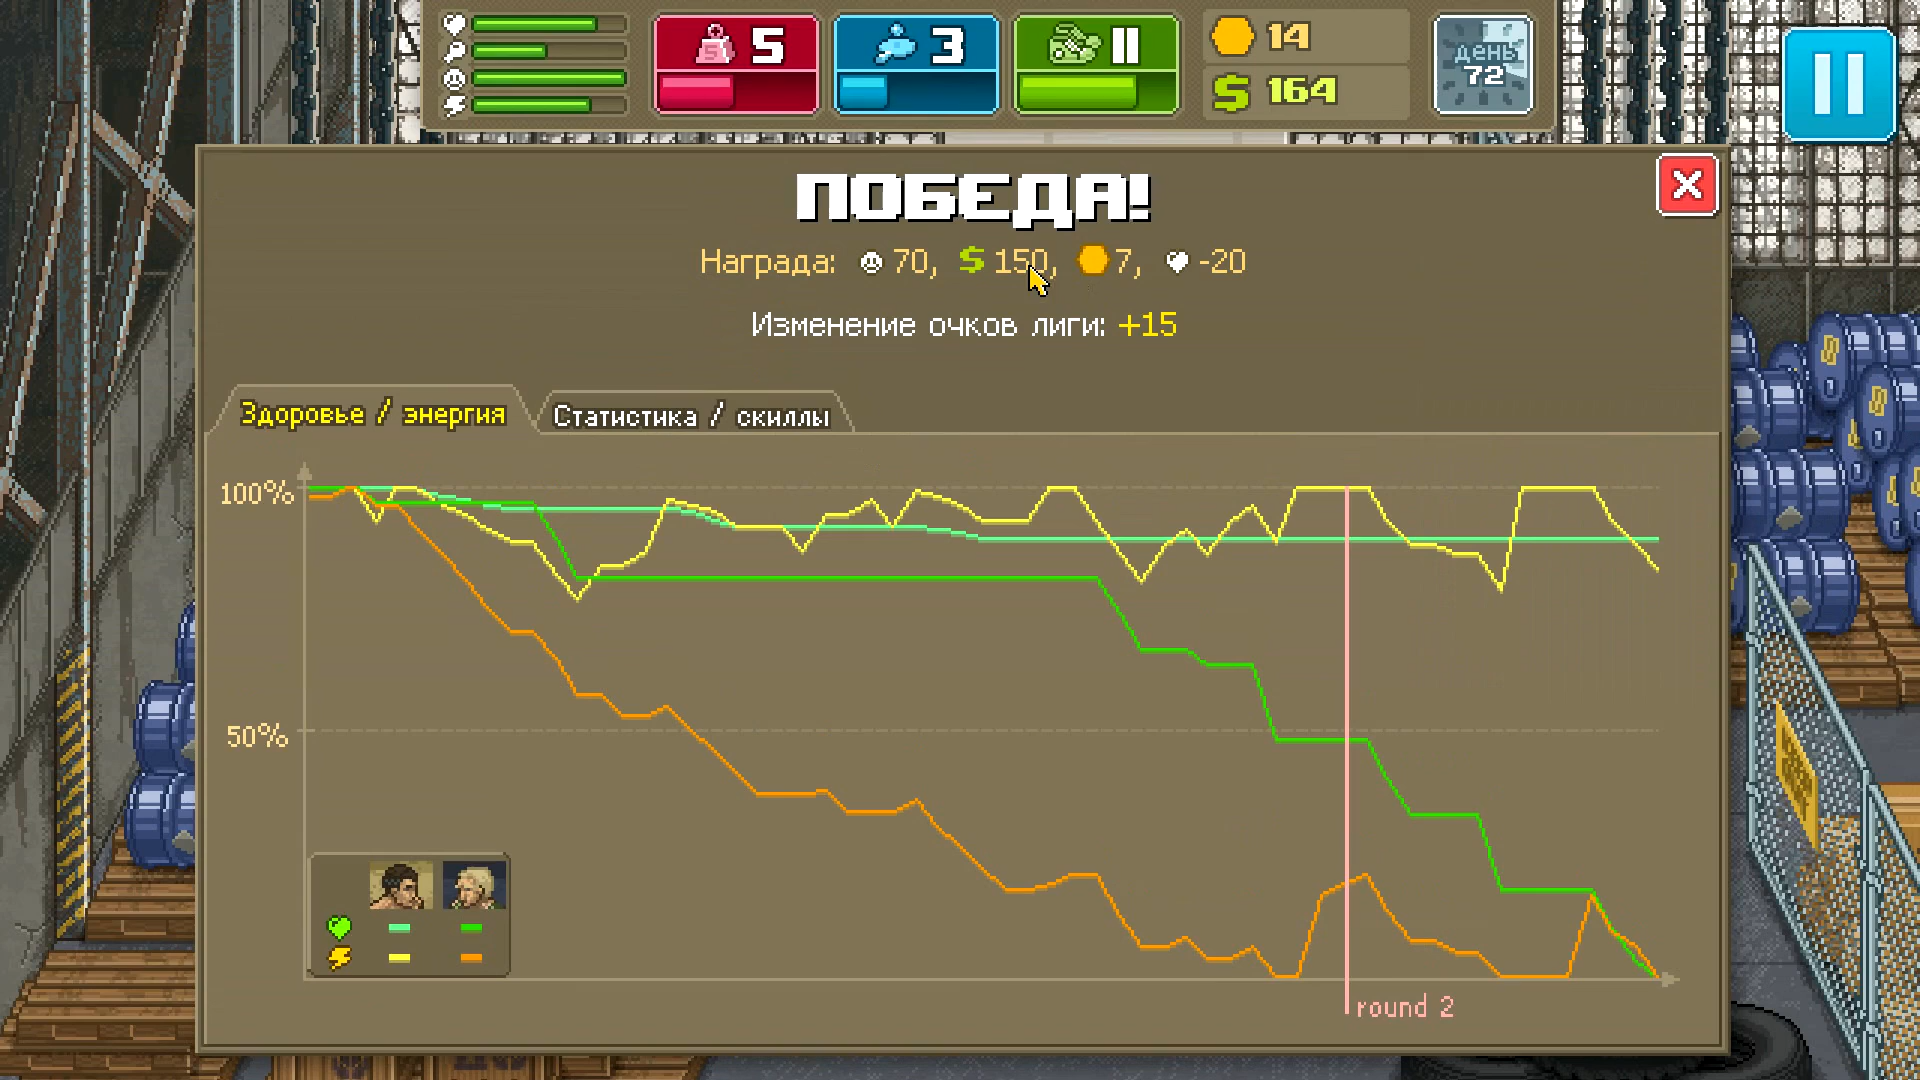 5
3
11
14
164
день
72
ПОБЕДА!
Награда: 70, $ 150, 7, -20
Изменение очков лиги: +15
Здоровье / энергия
Статистика / скиллы
100%
50%
round 2